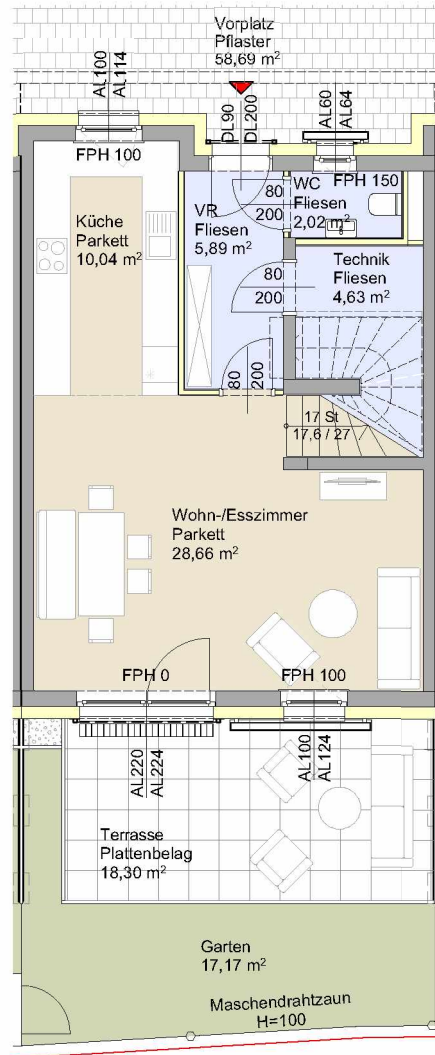 Vorplatz
Pflaster
58,69 m²
AL100
AL114
DL90
DL200
AL60
AL64
FPH 100
FPH 150
80
200
WC
Fliesen
2,02 m²
VR
Fliesen
5,89 m²
Küche
Parkett
10,04 m²
80
200
Technik
Fliesen
4,63 m²
80
200
17 St
17,6 / 27
Wohn-/Esszimmer
Parkett
28,66 m²
FPH 0
FPH 100
AL220
AL224
AL100
AL124
Terrasse
Plattenbelag
18,30 m²
Garten
17,17 m²
Maschendrahtzaun
H=100